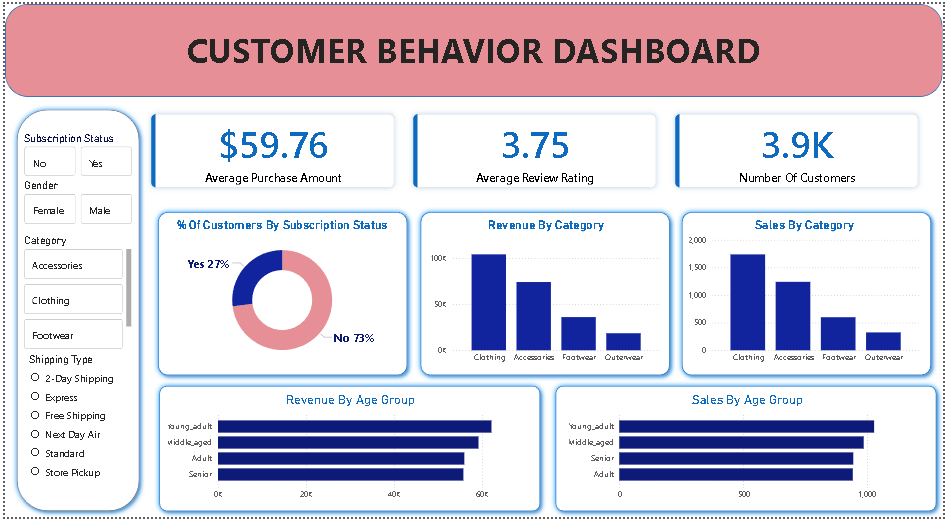 CUSTOMER BEHAVIOR DASHBOARD
Subscription Status
No
Yes
Gender
Female
Male
Category
Accessories
Clothing
Footwear
Shipping Type
2-Day Shipping
Express
Free Shipping
Next Day Air
Standard
Store Pickup
$59.76
Average Purchase Amount
3.75
Average Review Rating
3.9K
Number Of Customers
% Of Customers By Subscription Status
Yes 27%
No 73%
Revenue By Category
100K
50K
0K
Clothing
Accessories
Footwear
Outerwear
Sales By Category
2,000
1,500
1,000
500
0
Clothing
Accessories
Footwear
Outerwear
Revenue By Age Group
Young_adult
Middle_aged
Adult
Senior
0K
20K
40K
60K
Sales By Age Group
Young_adult
Middle_aged
Senior
Adult
0
500
1,000